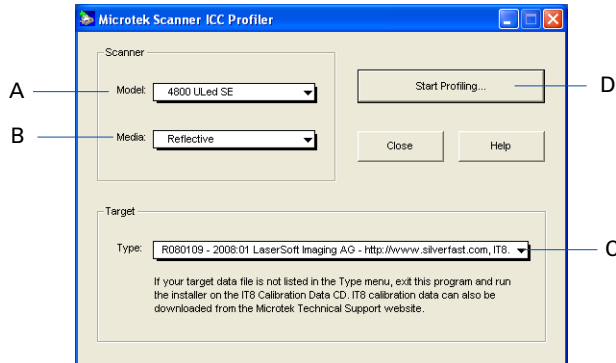 Microtek Scanner ICC Profiler
Scanner
A
Model:
4800 ULed SE
Start Profiling...
D
B
Media:
Reflective
Close
Help
Target
Type:
R080109 - 2008:01 LaserSoft Imaging AG - http://www.silverfast.com, IT8.
C
If your target data file is not listed in the Type menu, exit this program and run
the installer on the IT8 Calibration Data CD. IT8 calibration data can also be
downloaded from the Microtek Technical Support website.